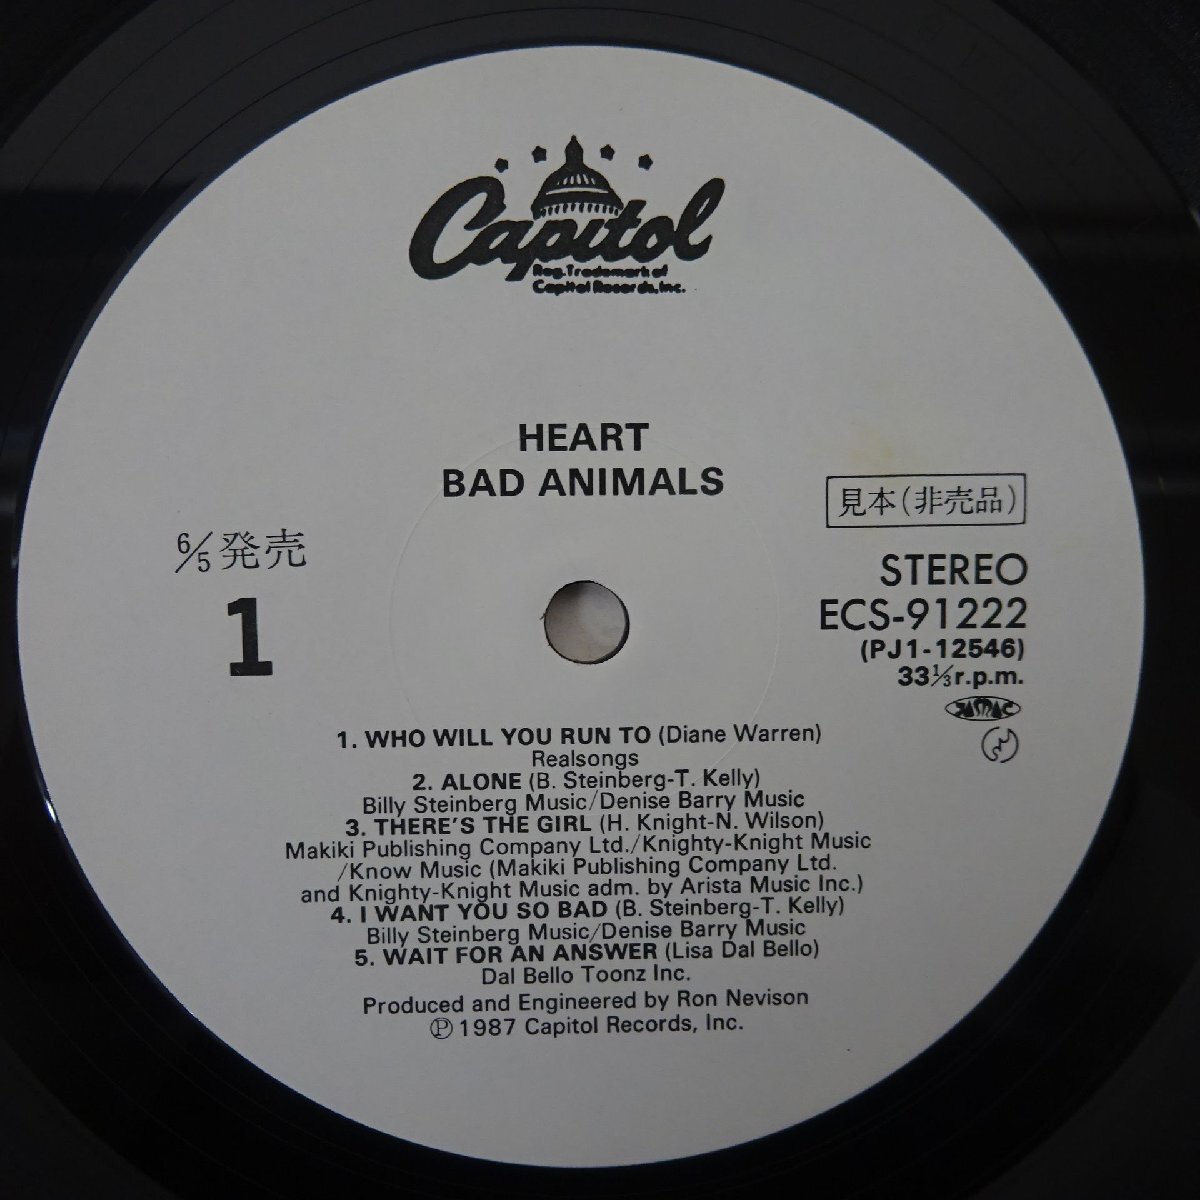 Capitol
Reg. Trademark of
Capitol Records, Inc.
HEART
BAD ANIMALS
見本(非売品)
6/5発売
1
STEREO
ECS-91222
(PJ1-12546)
33⅓r.p.m.
JASRAC
1. WHO WILL YOU RUN TO (Diane Warren)
Realsongs
2. ALONE (B. Steinberg-T. Kelly)
Billy Steinberg Music/Denise Barry Music
3. THERE'S THE GIRL (H. Knight-N. Wilson)
Makiki Publishing Company Ltd./Knighty-Knight Music
/Know Music (Makiki Publishing Company Ltd.
and Knighty-Knight Music adm. by Arista Music Inc.)
4. I WANT YOU SO BAD (B. Steinberg-T. Kelly)
Billy Steinberg Music/Denise Barry Music
5. WAIT FOR AN ANSWER (Lisa Dal Bello)
Dal Bello Toonz Inc.
Produced and Engineered by Ron Nevison
℗ 1987 Capitol Records, Inc.